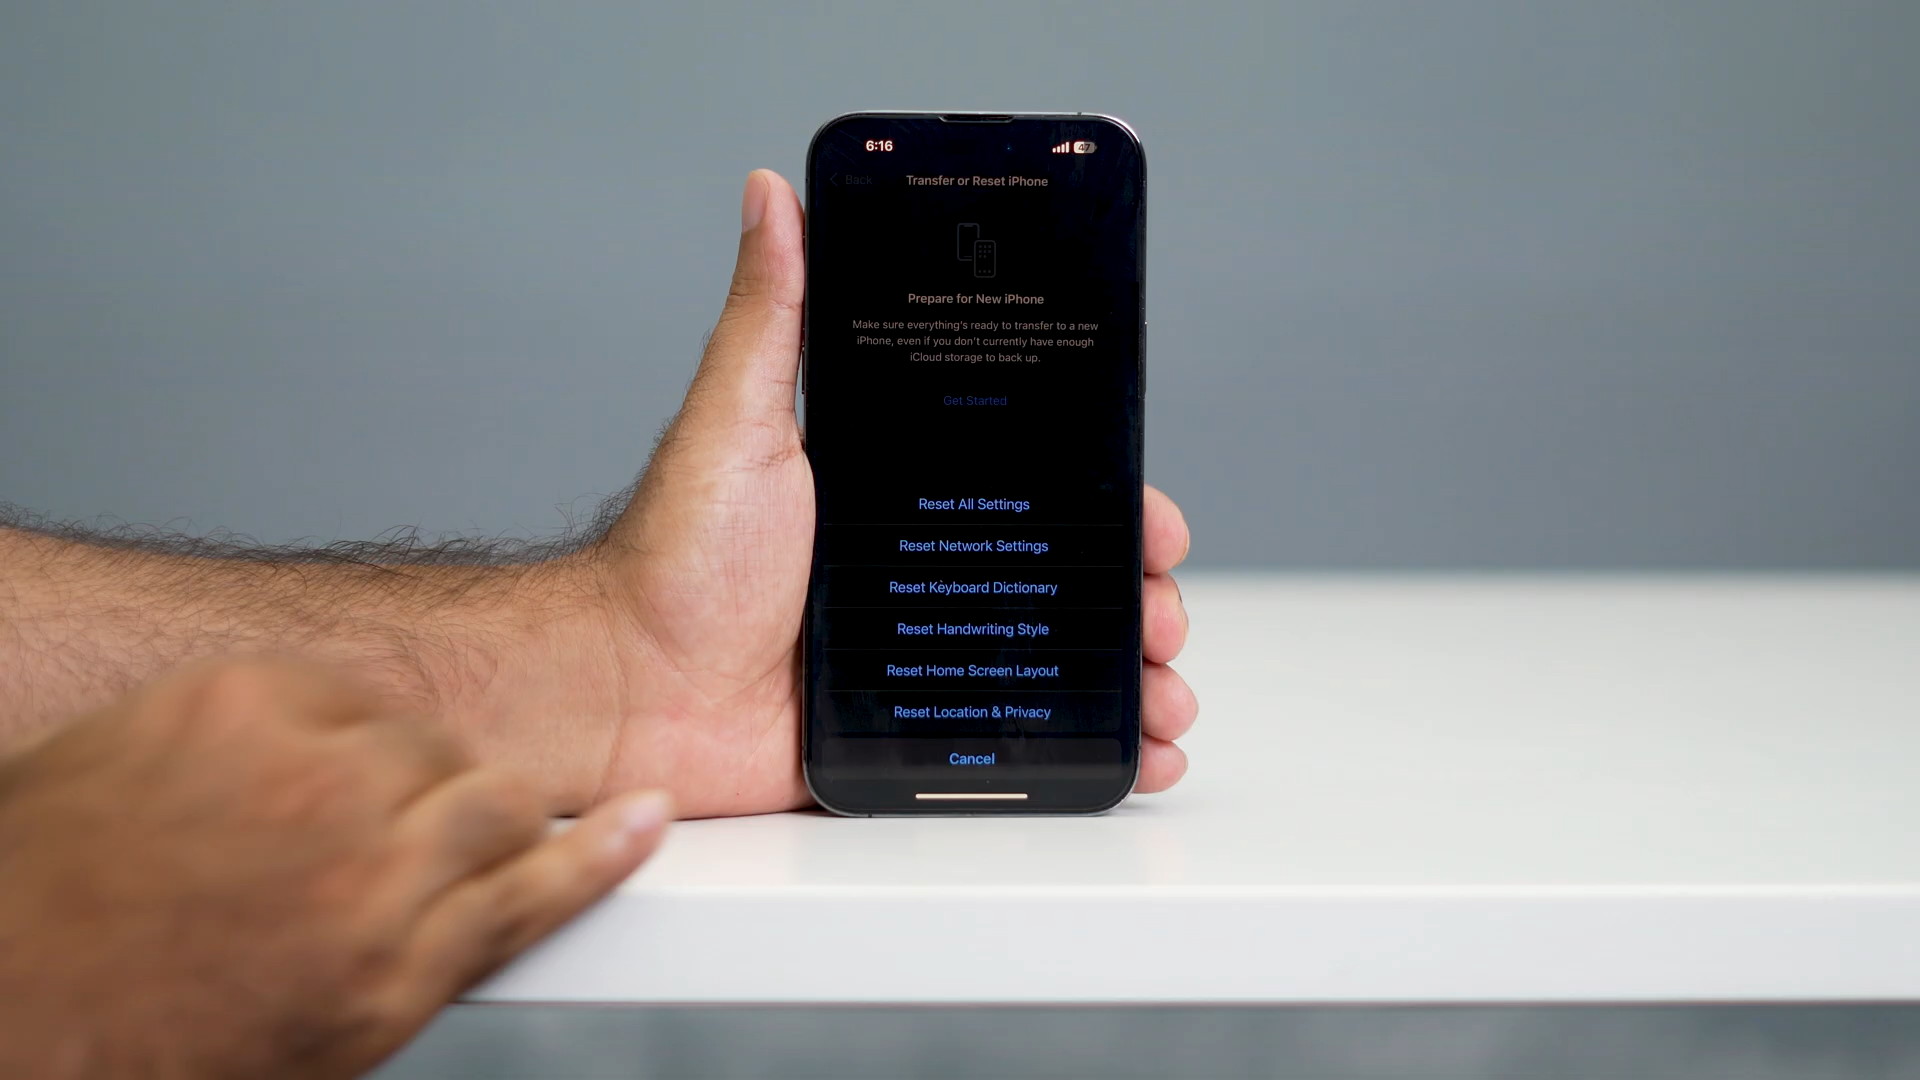 6:16
47
Back
Transfer or Reset iPhone
Prepare for New iPhone
Make sure everything's ready to transfer to a new
iPhone, even if you don't currently have enough
iCloud storage to back up.
Get Started
Reset All Settings
Reset Network Settings
Reset Keyboard Dictionary
Reset Handwriting Style
Reset Home Screen Layout
Reset Location & Privacy
Cancel